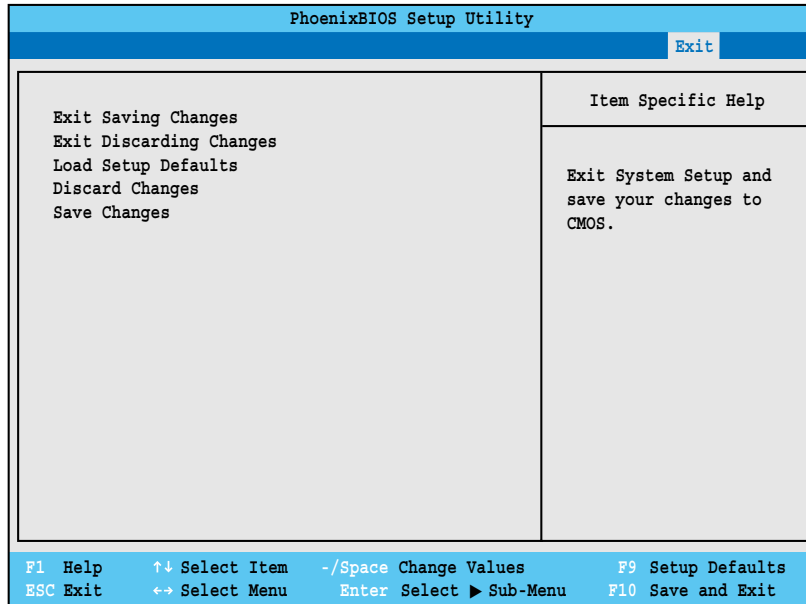 PhoenixBIOS Setup Utility
Exit
Exit Saving Changes
Exit Discarding Changes
Load Setup Defaults
Discard Changes
Save Changes
Item Specific Help
Exit System Setup and
save your changes to
CMOS.
F1 Help ↑↓ Select Item -/Space Change Values F9 Setup Defaults
ESC Exit ←→ Select Menu Enter Select ▶ Sub-Menu F10 Save and Exit